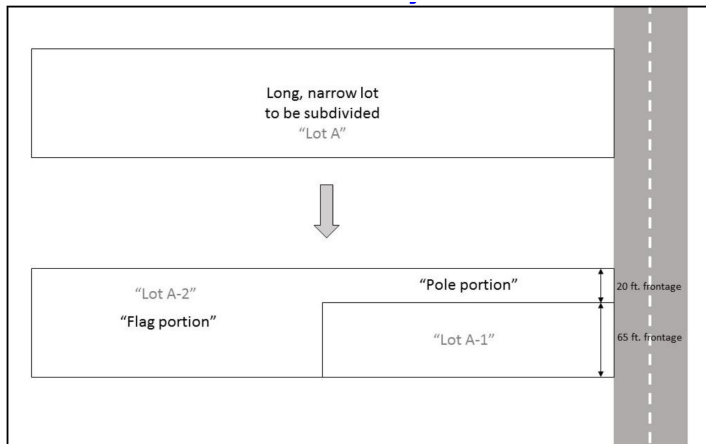 Long, narrow lot
to be subdivided
“Lot A”
“Lot A-2”
“Flag portion”
“Pole portion”
20 ft. frontage
“Lot A-1”
65 ft. frontage